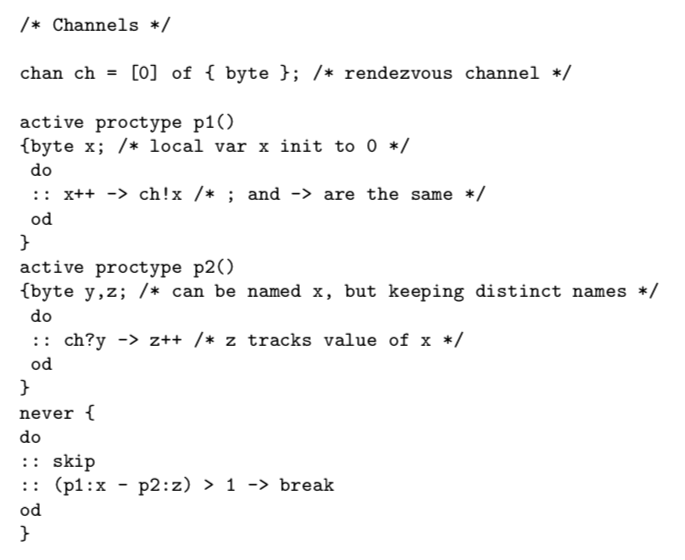 /* Channels */
chan ch = [0] of { byte }; /* rendezvous channel */
active proctype p1()
{byte x; /* local var x init to 0 */
do
:: x++ -> ch!x /* ; and -> are the same */
od
}
active proctype p2()
{byte y,z; /* can be named x, but keeping distinct names */
do
:: ch?y -> z++ /* z tracks value of x */
od
}
never {
do
:: skip
:: (p1:x - p2:z) > 1 -> break
od
}